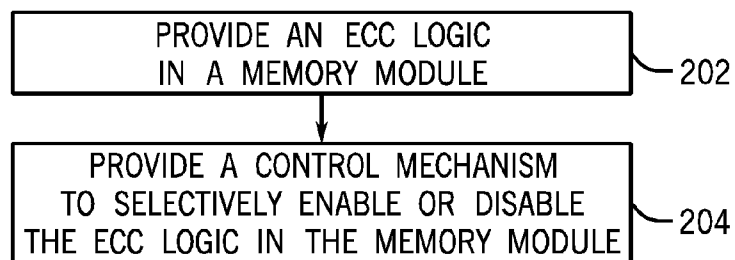 PROVIDE AN ECC LOGIC
IN A MEMORY MODULE
202
PROVIDE A CONTROL MECHANISM
TO SELECTIVELY ENABLE OR DISABLE
THE ECC LOGIC IN THE MEMORY MODULE
204